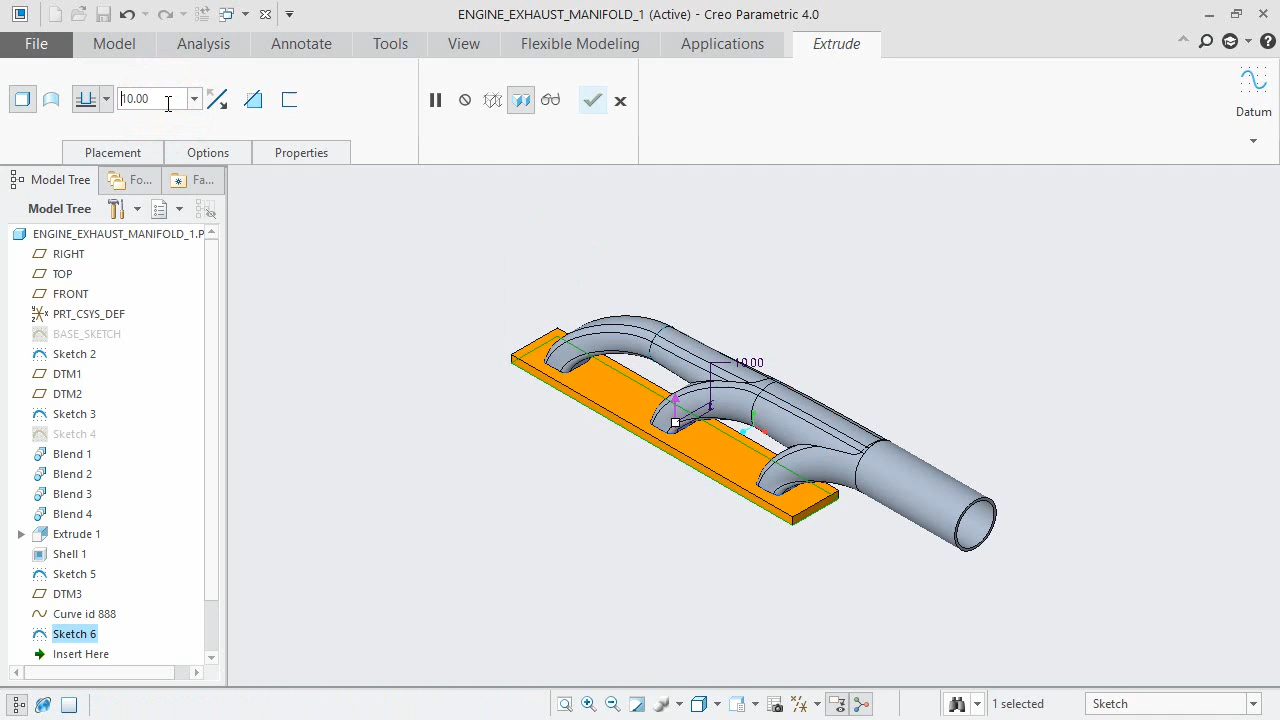 ENGINE_EXHAUST_MANIFOLD_1 (Active) - Creo Parametric 4.0
File Model Analysis Annotate Tools View Flexible Modeling Applications Extrude
10.00
Datum
Placement Options Properties
Model Tree Fo... Fa...
Model Tree
ENGINE_EXHAUST_MANIFOLD_1.P
RIGHT
TOP
FRONT
PRT_CSYS_DEF
BASE_SKETCH
Sketch 2
DTM1
DTM2
Sketch 3
Sketch 4
Blend 1
Blend 2
Blend 3
Blend 4
Extrude 1
Shell 1
Sketch 5
DTM3
Curve id 888
Sketch 6
Insert Here
10.00
1 selected Sketch